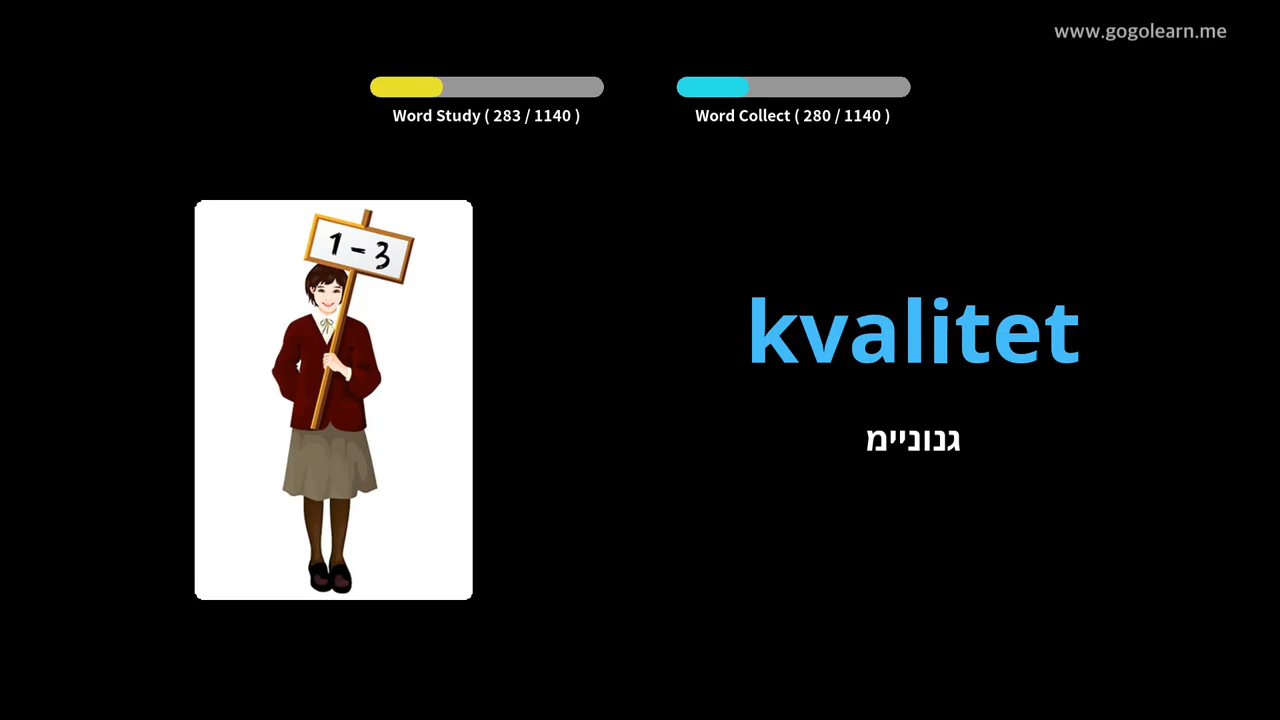 www.gogolearn.me
Word Study ( 283 / 1140 )
Word Collect ( 280 / 1140 )
1 - 3
kvalitet
גנוניימ